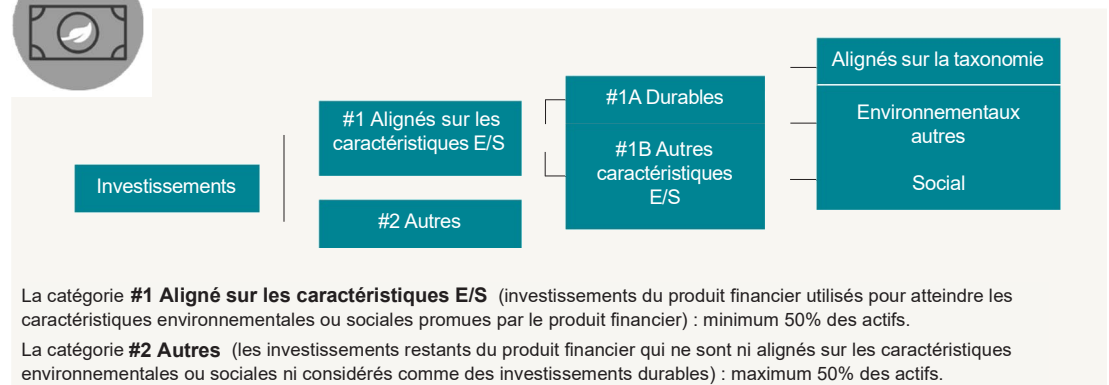 Investissements
#1 Alignés sur les
caractéristiques E/S
#2 Autres
#1A Durables
#1B Autres
caractéristiques
E/S
Alignés sur la taxonomie
Environnementaux
autres
Social
La catégorie #1 Aligné sur les caractéristiques E/S (investissements du produit financier utilisés pour atteindre les
caractéristiques environnementales ou sociales promues par le produit financier) : minimum 50% des actifs.
La catégorie #2 Autres (les investissements restants du produit financier qui ne sont ni alignés sur les caractéristiques
environnementales ou sociales ni considérés comme des investissements durables) : maximum 50% des actifs.